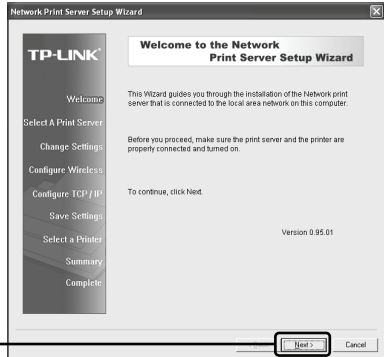 Network Print Server Setup Wizard
TP-LINK
Welcome to the Network
Print Server Setup Wizard
Welcome
Select A Print Server
Change Settings
Configure Wireless
Configure TCP / IP
Save Settings
Select a Printer
Summary
Complete
This Wizard guides you through the installation of the Network print
server that is connected to the local area network on this computer.
Before you proceed, make sure the print server and the printer are
properly connected and turned on.
To continue, click Next.
Version 0.95.01
Next >
Cancel